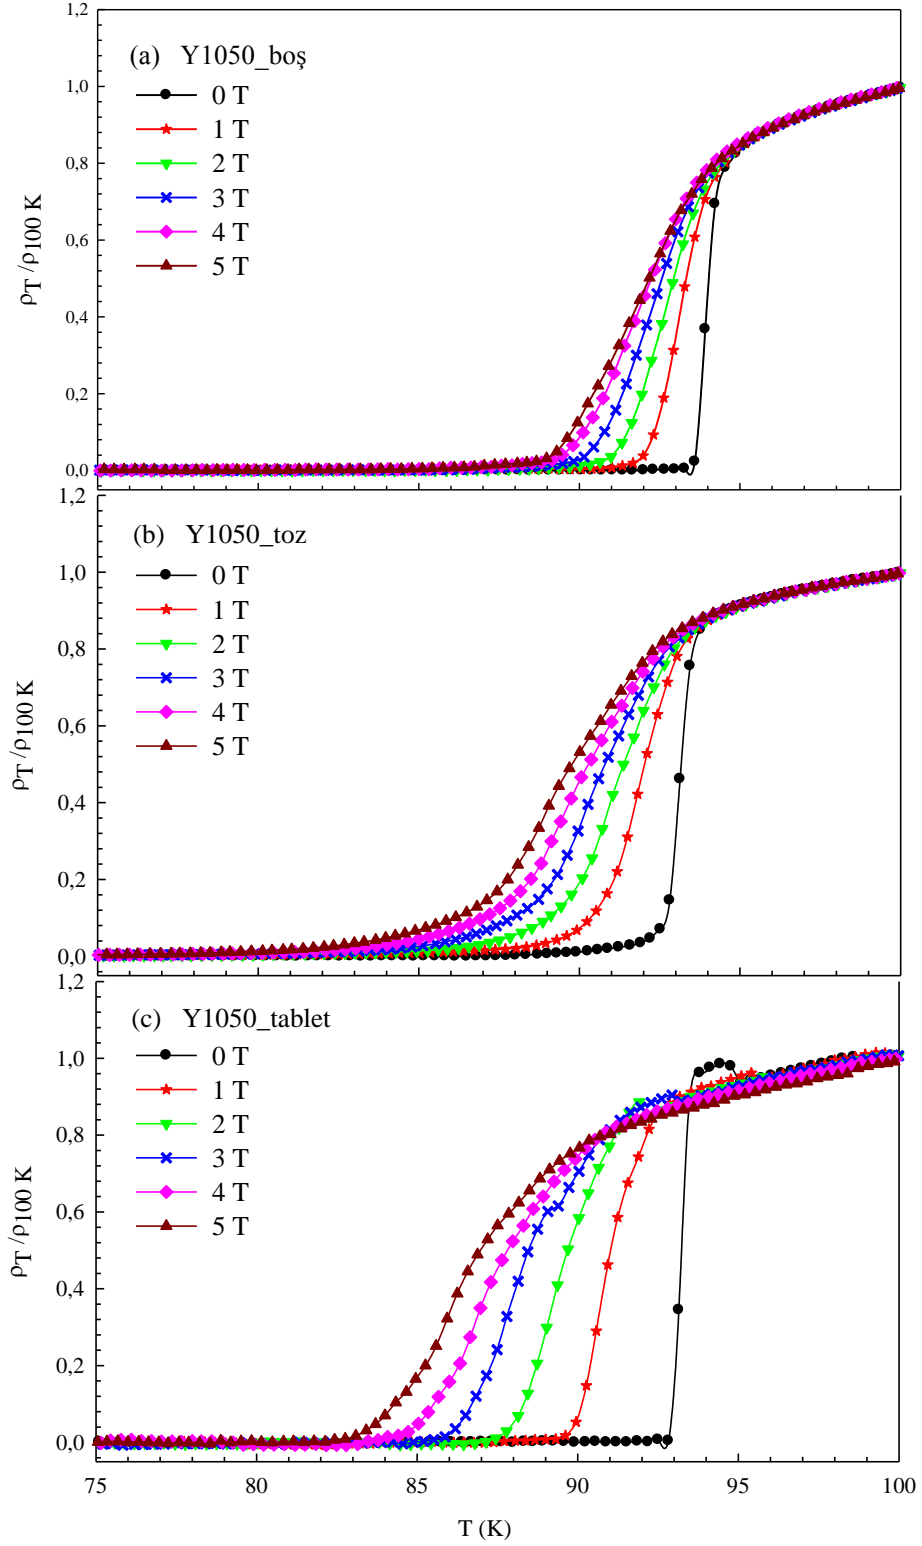 1,2
(a) Y1050_boş
0 T
1 T
2 T
3 T
4 T
5 T
1,0
0,8
0,6
0,4
0,2
0,0
ρT /ρ100 K
1,2
(b) Y1050_toz
0 T
1 T
2 T
3 T
4 T
5 T
1,0
0,8
0,6
0,4
0,2
0,0
ρT /ρ100 K
1,2
(c) Y1050_tablet
0 T
1 T
2 T
3 T
4 T
5 T
1,0
0,8
0,6
0,4
0,2
0,0
ρT /ρ100 K
75 80 85 90 95 100
T (K)